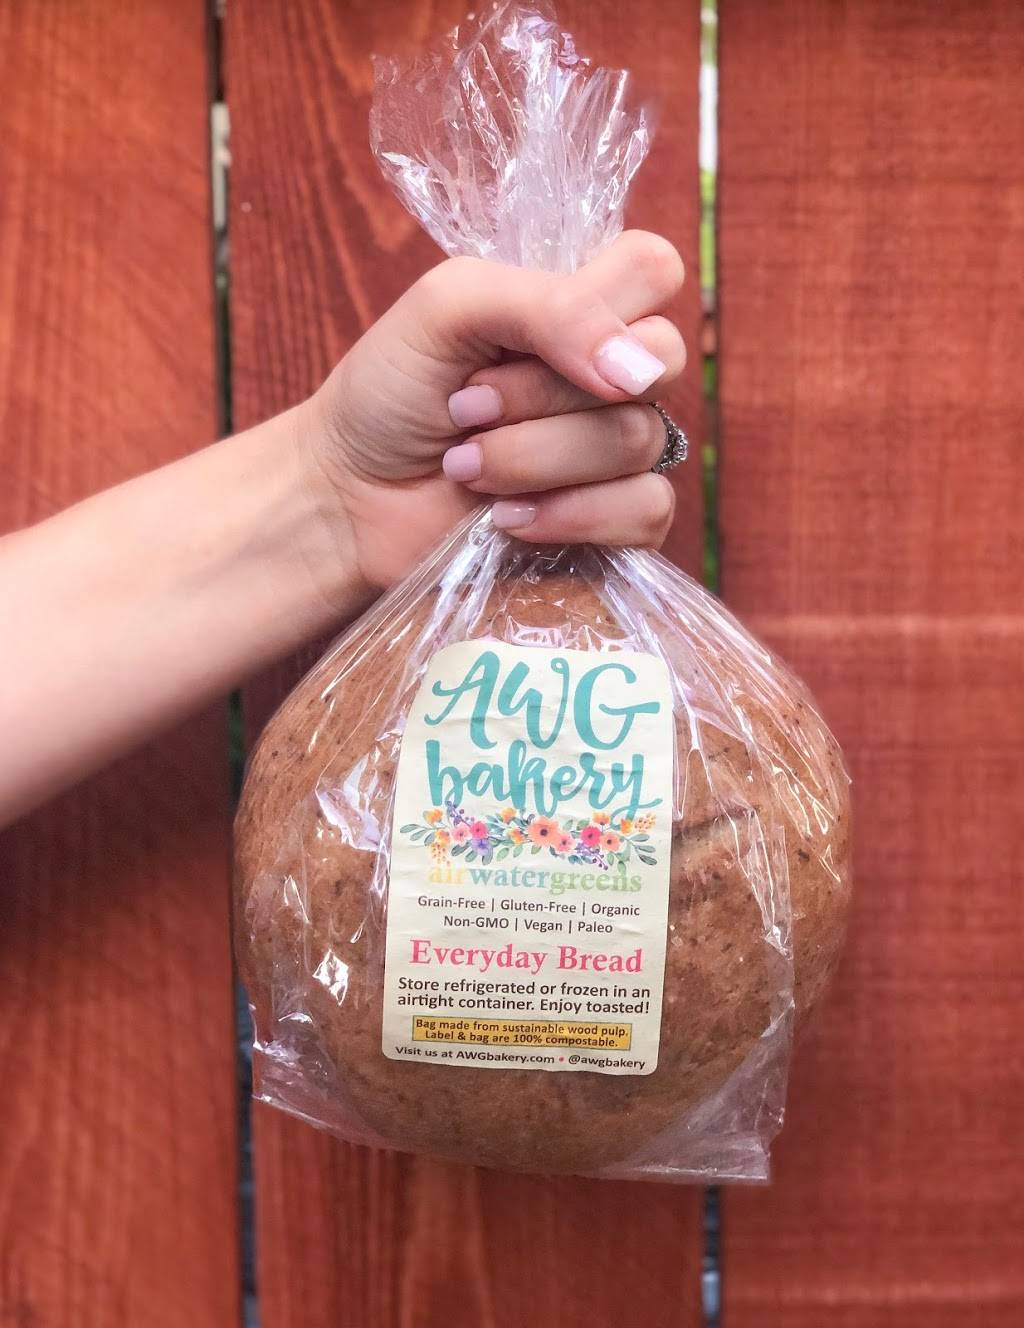 AWG
bakery
airwatergreens
Grain-Free | Gluten-Free | Organic
Non-GMO | Vegan | Paleo
Everyday Bread
Store refrigerated or frozen in an
airtight container. Enjoy toasted!
Bag made from sustainable wood pulp.
Label & bag are 100% compostable.
Visit us at AWGbakery.com • @awgbakery